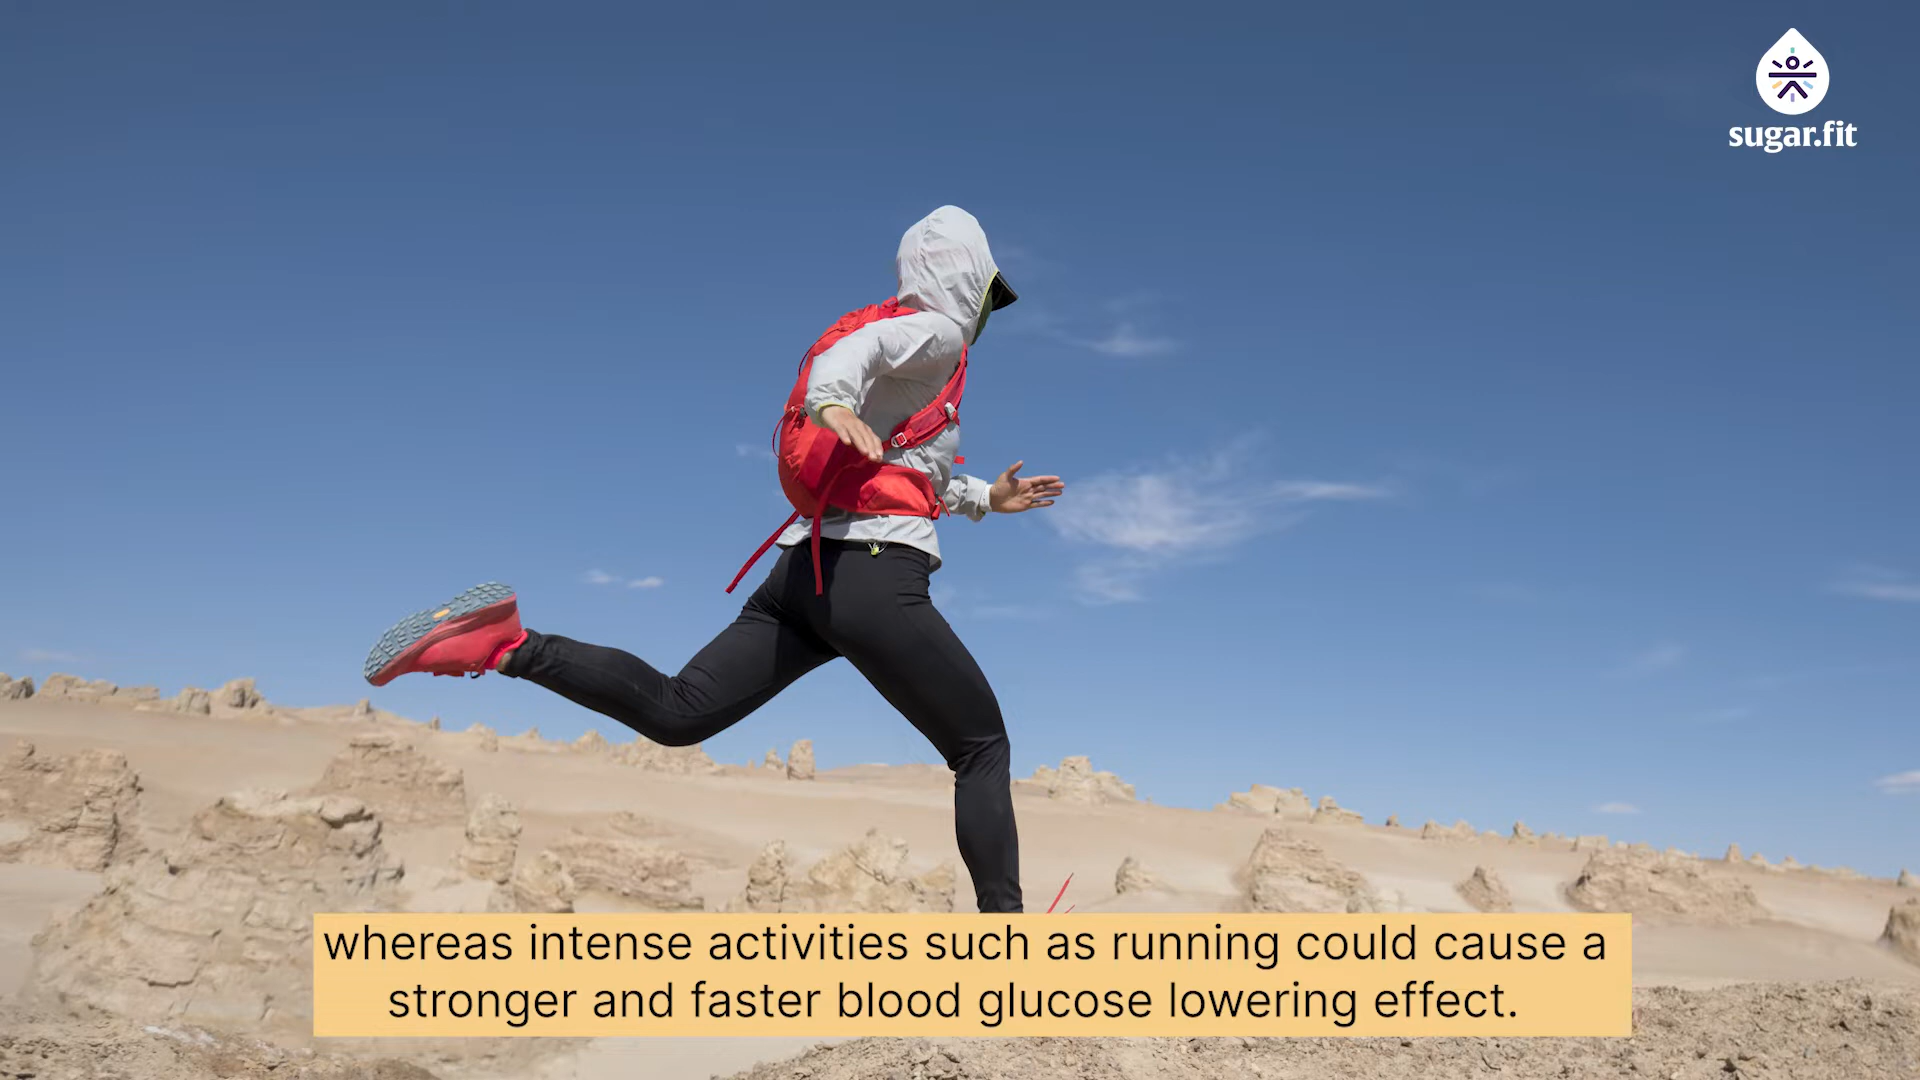 sugar.fit
whereas intense activities such as running could cause a
stronger and faster blood glucose lowering effect.